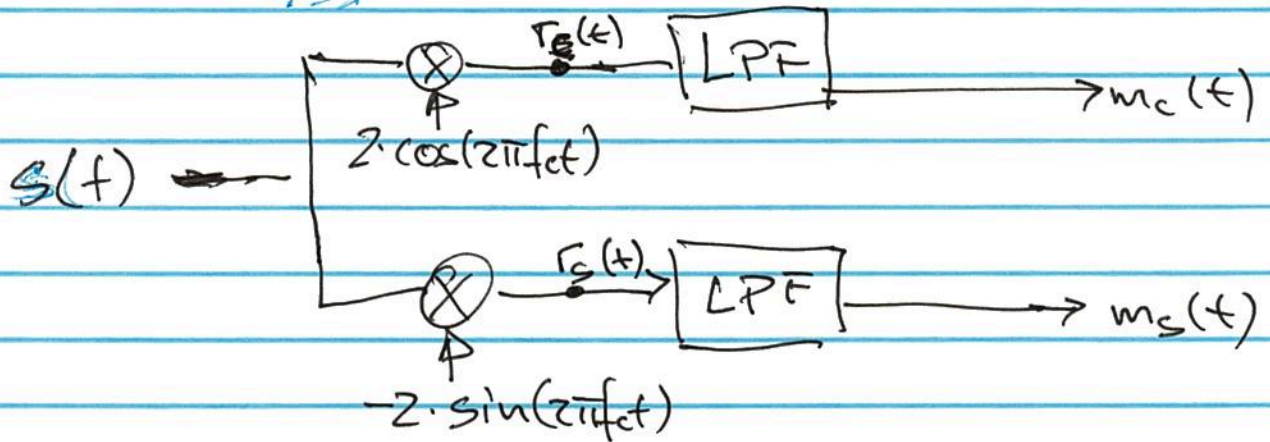 r_c(t)
LPF
m_c(t)
2·cos(2πf_ct)
s(t)
r_s(t)
LPF
m_s(t)
-2·sin(2πf_ct)